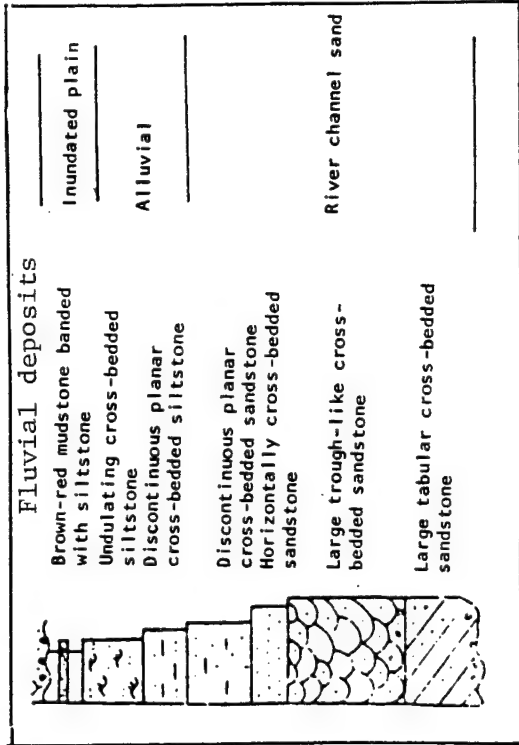 Fluvial deposits
Brown-red mudstone banded
with siltstone
Undulating cross-bedded
siltstone
Discontinuous planar
cross-bedded siltstone
Discontinuous planar
cross-bedded sandstone
Horizontally cross-bedded
sandstone
Large trough-like cross-
bedded sandstone
Large tabular cross-bedded
sandstone
Inundated plain
Alluvial
River channel sand